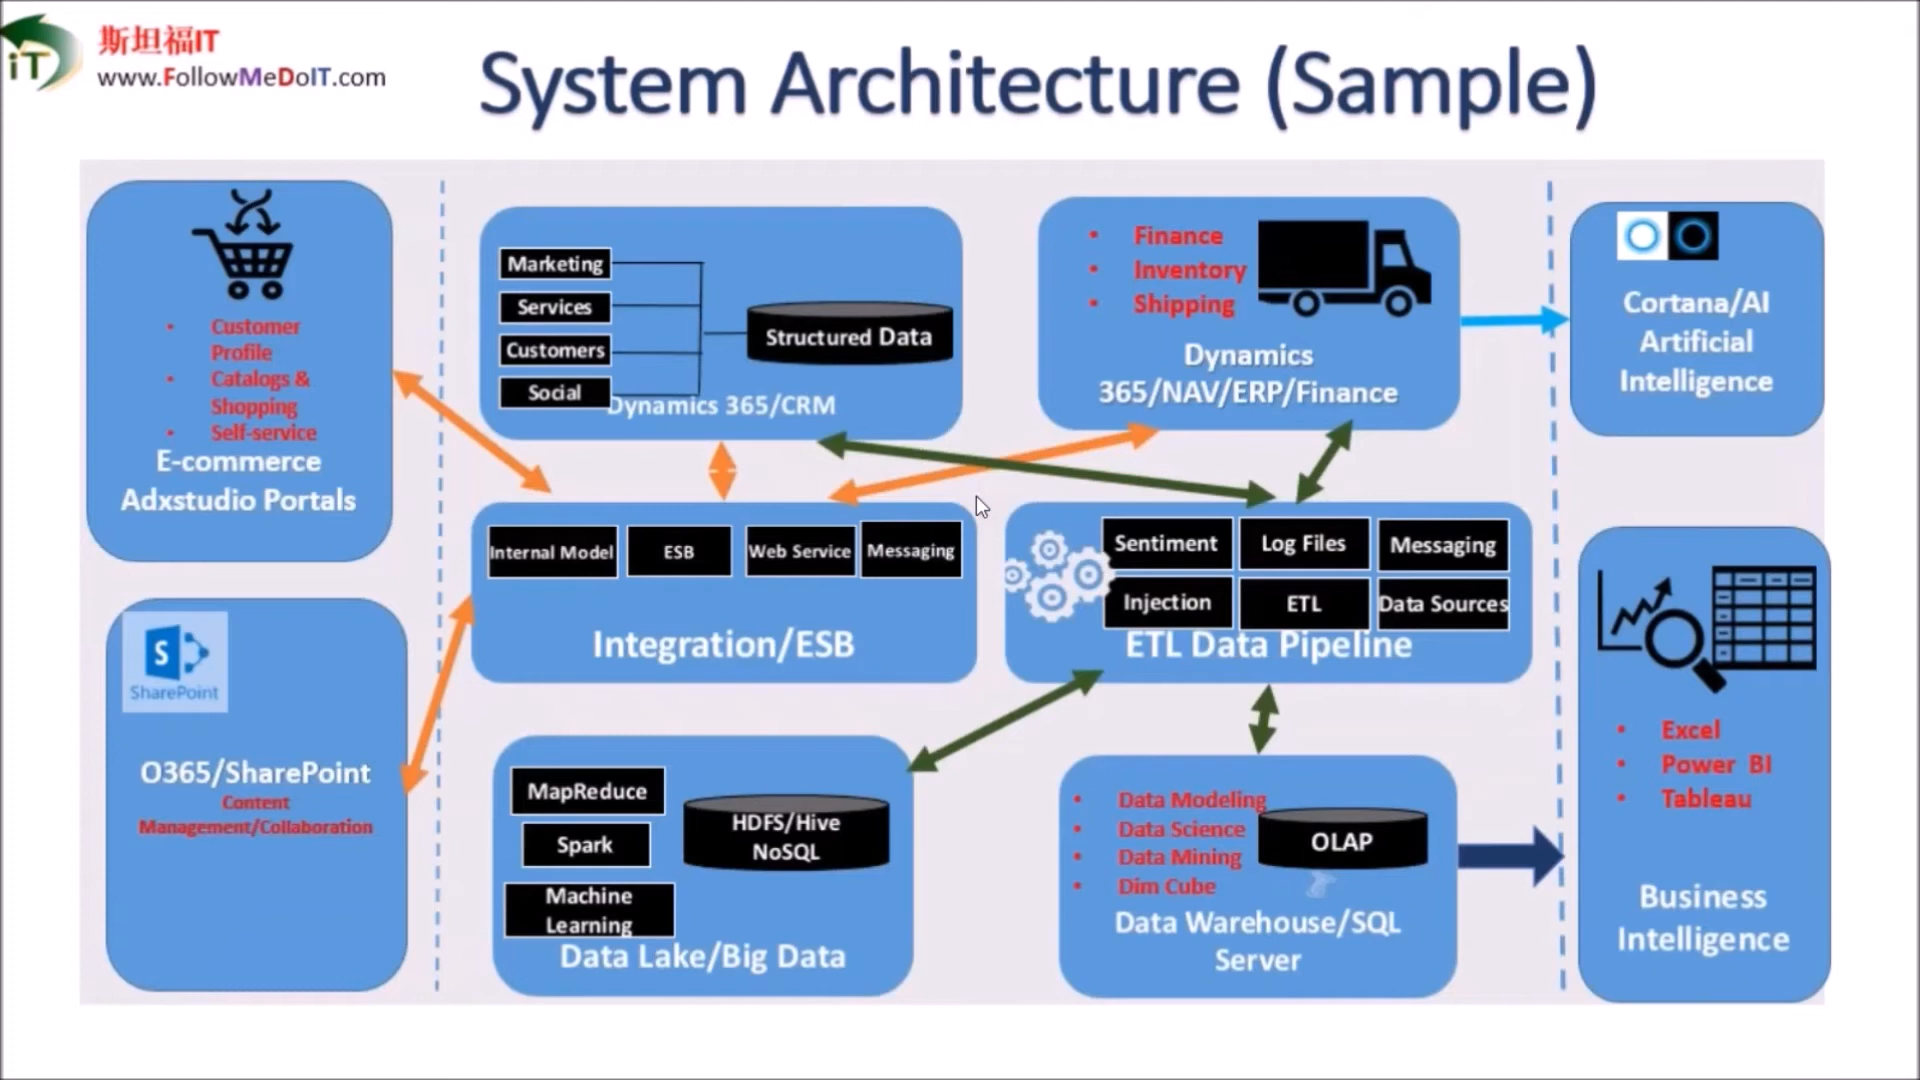 iT
斯坦福IT
www.FollowMeDoIT.com
System Architecture (Sample)
Customer
Profile
Catalogs &
Shopping
Self-service
E-commerce
Adxstudio Portals
S
SharePoint
O365/SharePoint
Content
Management/Collaboration
Marketing
Services
Customers
Social
Structured Data
Dynamics 365/CRM
Finance
Inventory
Shipping
Dynamics
365/NAV/ERP/Finance
Internal Model
ESB
Web Service
Messaging
Integration/ESB
Sentiment
Log Files
Messaging
Injection
ETL
Data Sources
ETL Data Pipeline
MapReduce
Spark
Machine
Learning
HDFS/Hive
NoSQL
Data Lake/Big Data
Data Modeling
Data Science
Data Mining
Dim Cube
OLAP
Data Warehouse/SQL
Server
Cortana/AI
Artificial
Intelligence
Excel
Power BI
Tableau
Business
Intelligence